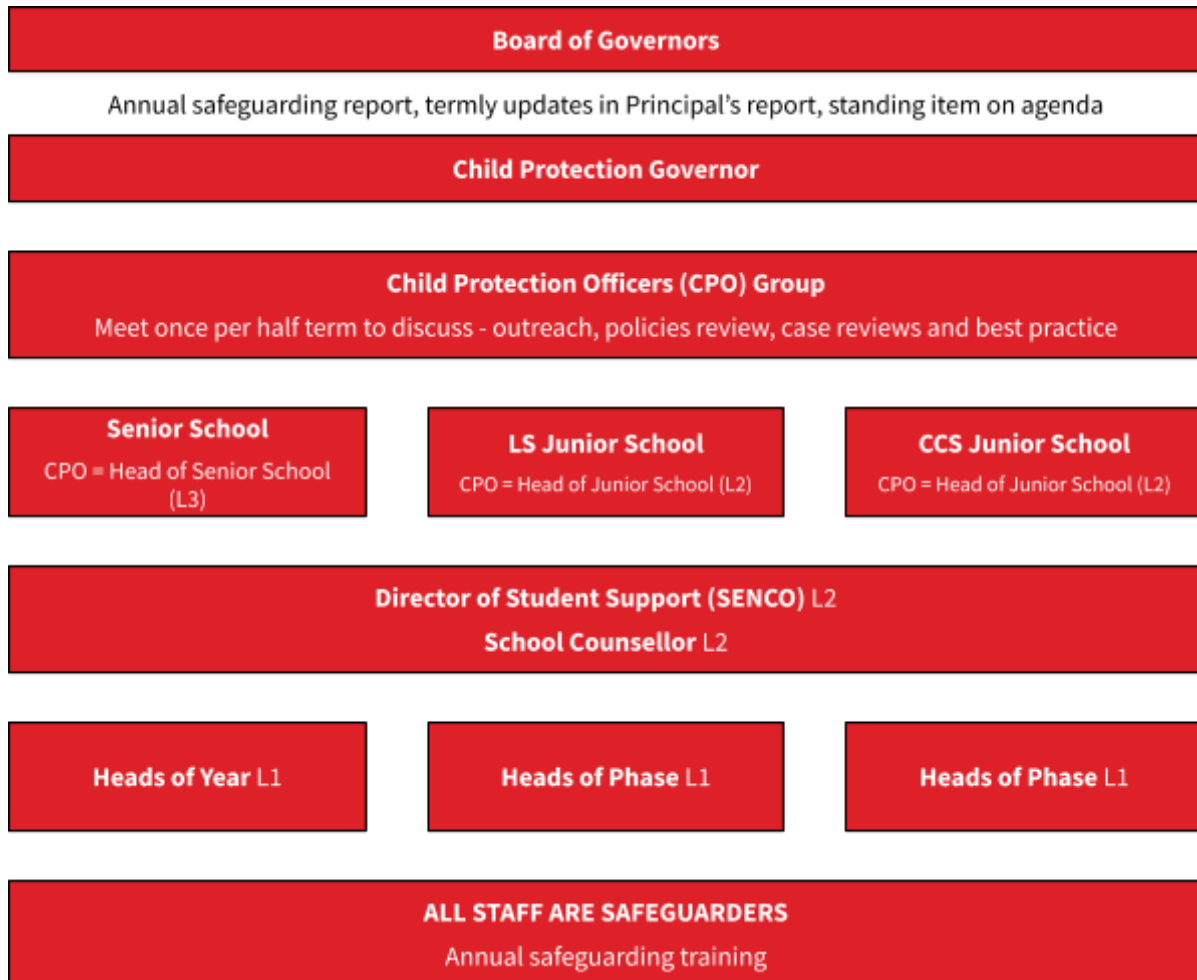 Board of Governors
Annual safeguarding report, termly updates in Principal's report, standing item on agenda
Child Protection Governor
Child Protection Officers (CPO) Group
Meet once per half term to discuss - outreach, policies review, case reviews and best practice
Senior School
CPO = Head of Senior School
(L3)
LS Junior School
CPO = Head of Junior School (L2)
CCS Junior School
CPO = Head of Junior School (L2)
Director of Student Support (SENCO) L2
School Counsellor L2
Heads of Year L1
Heads of Phase L1
Heads of Phase L1
ALL STAFF ARE SAFEGUARDERS
Annual safeguarding training